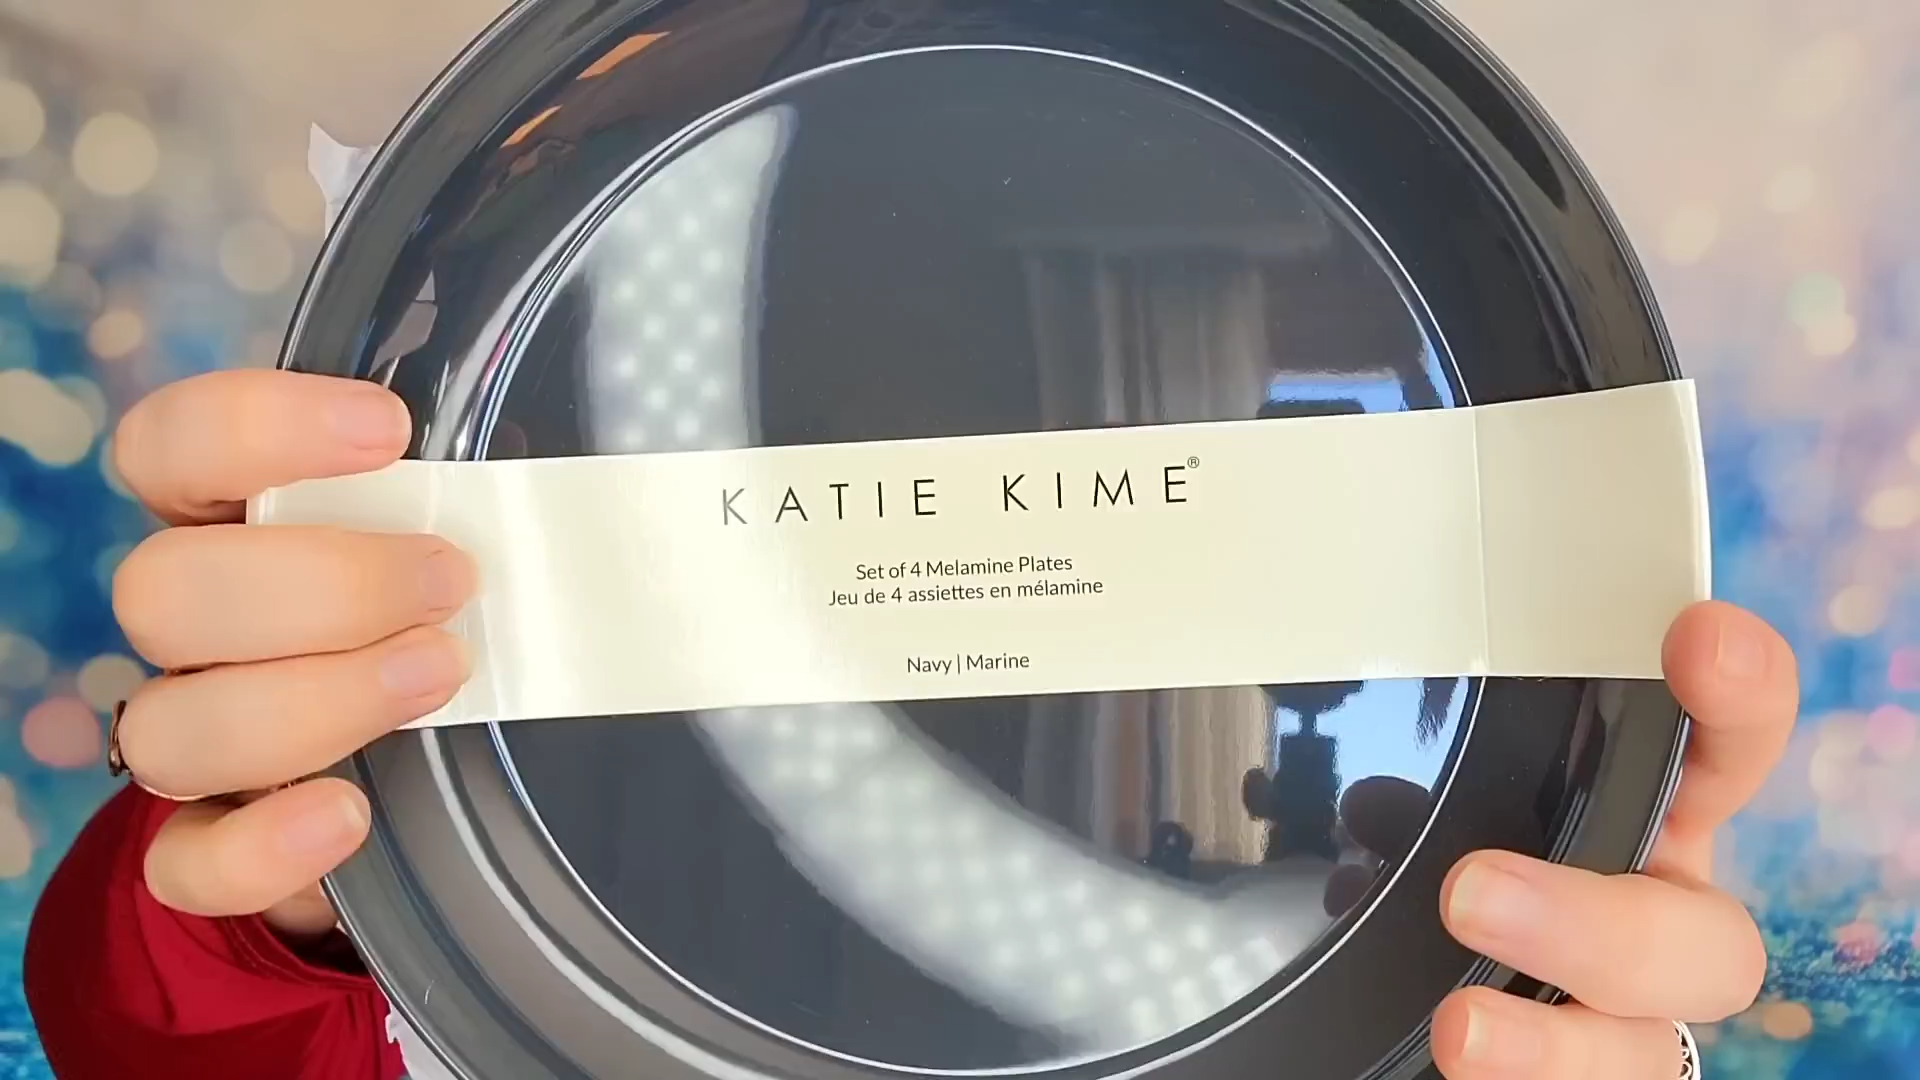 KATIE KIME®
Set of 4 Melamine Plates
Jeu de 4 assiettes en mélamine
Navy | Marine